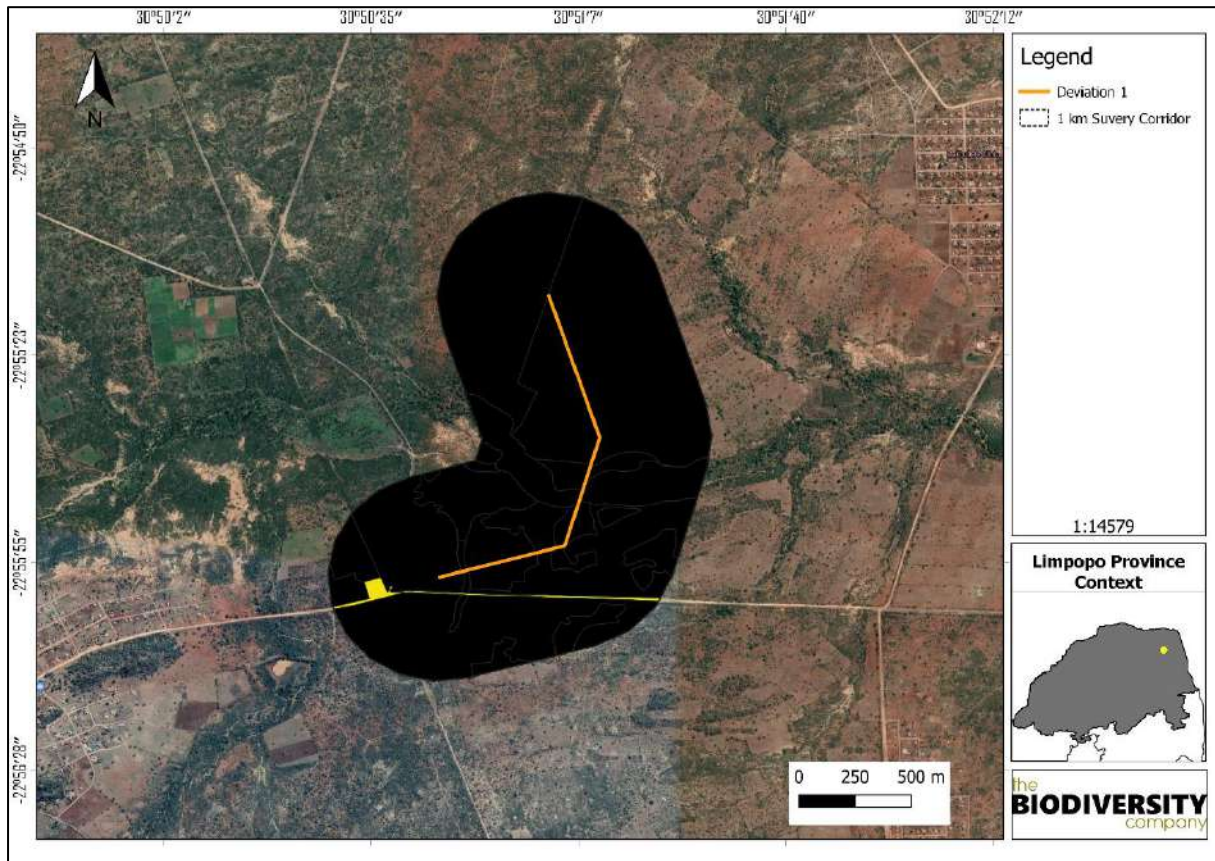 30°50'2" 30°50'35" 30°51'7" 30°51'40" 30°52'12"
-22°54'50"
-22°55'23"
-22°55'55"
-22°56'28"
N
0 250 500 m
Legend
Deviation 1
1 km Suvery Corridor
1:14579
Limpopo Province
Context
the
BIODIVERSITY
company